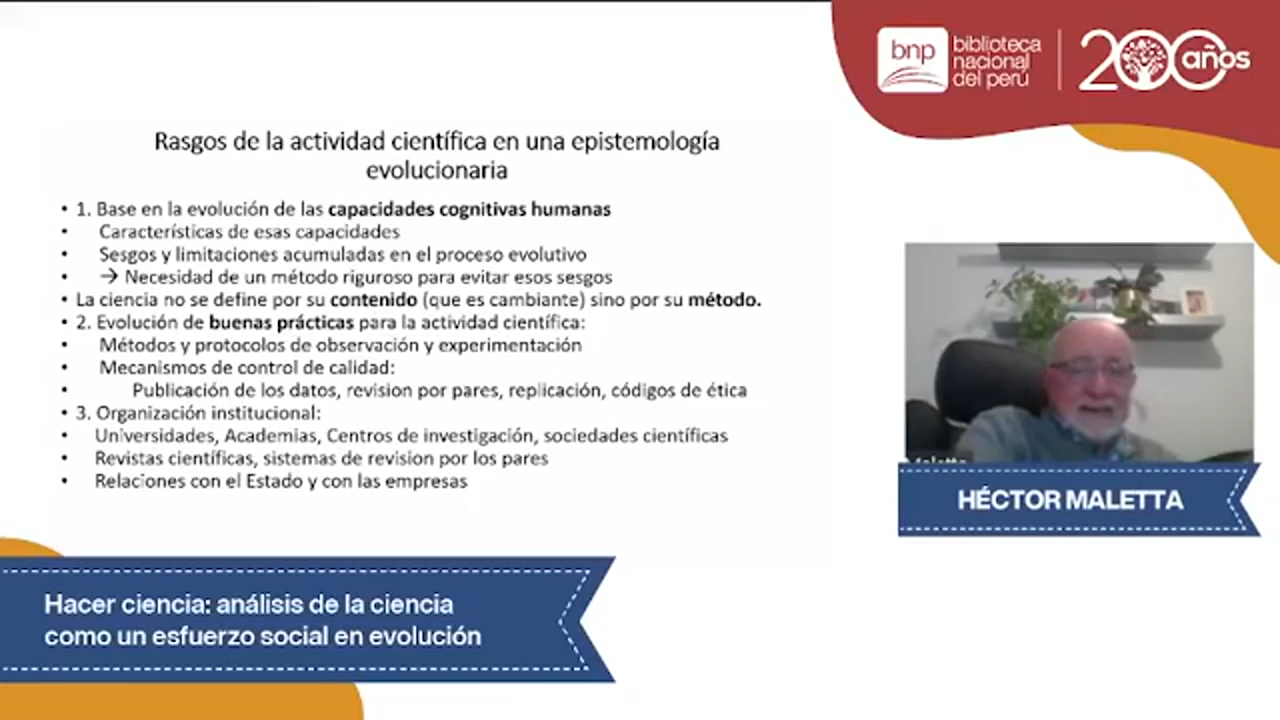 bnp
biblioteca
nacional
del perú
200 años
Rasgos de la actividad científica en una epistemología
evolucionaria
• 1. Base en la evolución de las capacidades cognitivas humanas
• Características de esas capacidades
• Sesgos y limitaciones acumuladas en el proceso evolutivo
• → Necesidad de un método riguroso para evitar esos sesgos
• La ciencia no se define por su contenido (que es cambiante) sino por su método.
• 2. Evolución de buenas prácticas para la actividad científica:
• Métodos y protocolos de observación y experimentación
• Mecanismos de control de calidad:
• Publicación de los datos, revision por pares, replicación, códigos de ética
• 3. Organización institucional:
• Universidades, Academias, Centros de investigación, sociedades científicas
• Revistas científicas, sistemas de revision por los pares
• Relaciones con el Estado y con las empresas
HÉCTOR MALETTA
Hacer ciencia: análisis de la ciencia
como un esfuerzo social en evolución